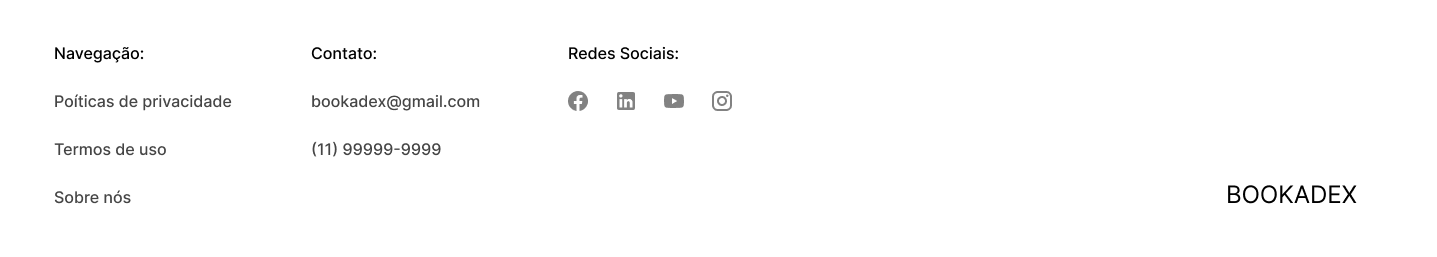 Navegação:
Poíticas de privacidade
Termos de uso
Sobre nós
Contato:
bookadex@gmail.com
(11) 99999-9999
Redes Sociais:
BOOKADEX